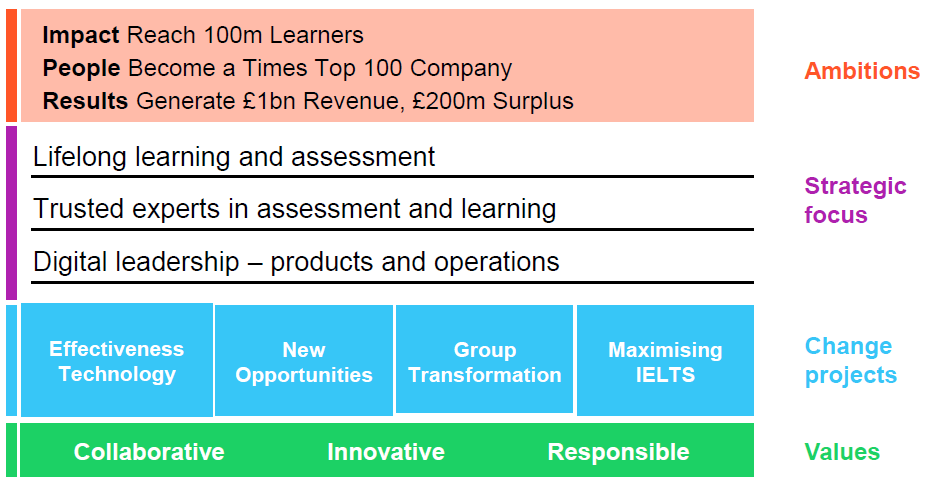 Impact Reach 100m Learners
People Become a Times Top 100 Company
Results Generate £1bn Revenue, £200m Surplus
Ambitions
Lifelong learning and assessment
Trusted experts in assessment and learning
Digital leadership – products and operations
Strategic
focus
Effectiveness
Technology
New
Opportunities
Group
Transformation
Maximising
IELTS
Change
projects
Collaborative
Innovative
Responsible
Values